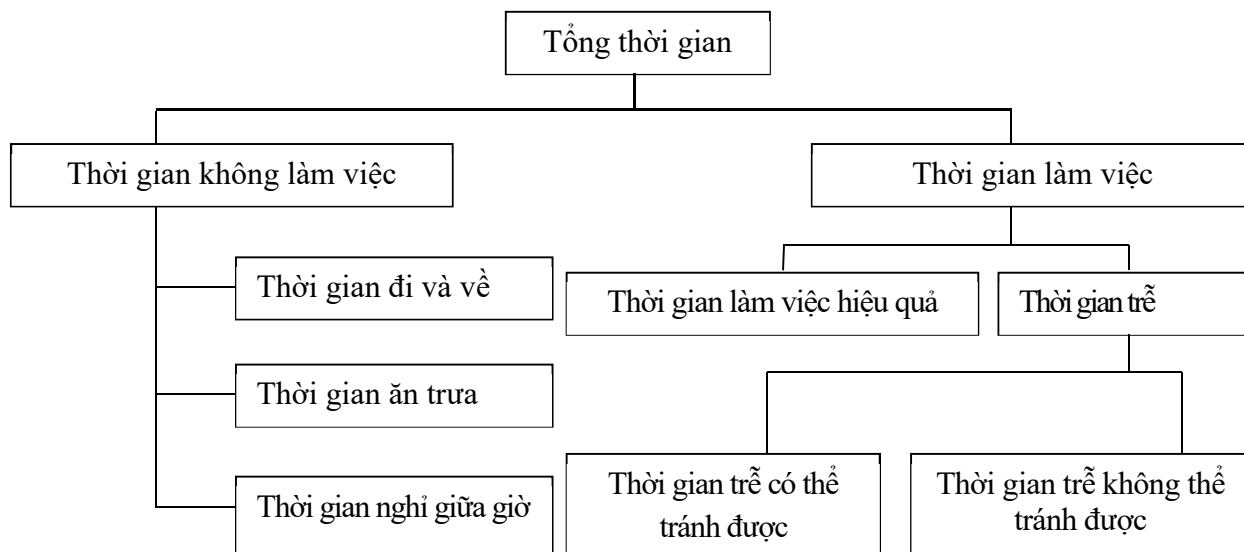 Tổng thời gian
Thời gian không làm việc
Thời gian làm việc
Thời gian đi và về
Thời gian làm việc hiệu quả
Thời gian trễ
Thời gian ăn trưa
Thời gian nghỉ giữa giờ
Thời gian trễ có thể
tránh được
Thời gian trễ không thể
tránh được